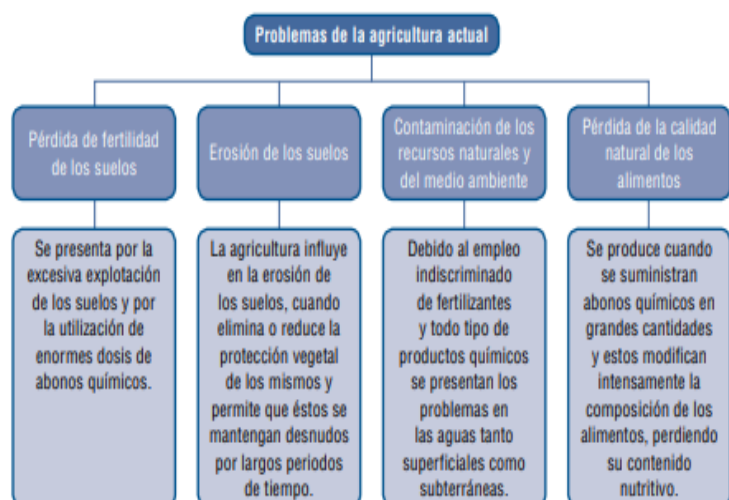 Problemas de la agricultura actual
Pérdida de fertilidad
de los suelos
Erosión de los suelos
Contaminación de los
recursos naturales y
del medio ambiente
Pérdida de la calidad
natural de los
alimentos
Se presenta por la
excesiva explotación
de los suelos y por
la utilización de
enormes dosis de
abonos químicos.
La agricultura influye
en la erosión de
los suelos, cuando
elimina o reduce la
protección vegetal
de los mismos y
permite que éstos se
mantengan desnudos
por largos periodos
de tiempo.
Debido al empleo
indiscriminado
de fertilizantes
y todo tipo de
productos químicos
se presentan los
problemas en
las aguas tanto
superficiales como
subterráneas.
Se produce cuando
se suministran
abonos químicos en
grandes cantidades
y estos modifican
intensamente la
composición de los
alimentos, perdiendo
su contenido
nutritivo.